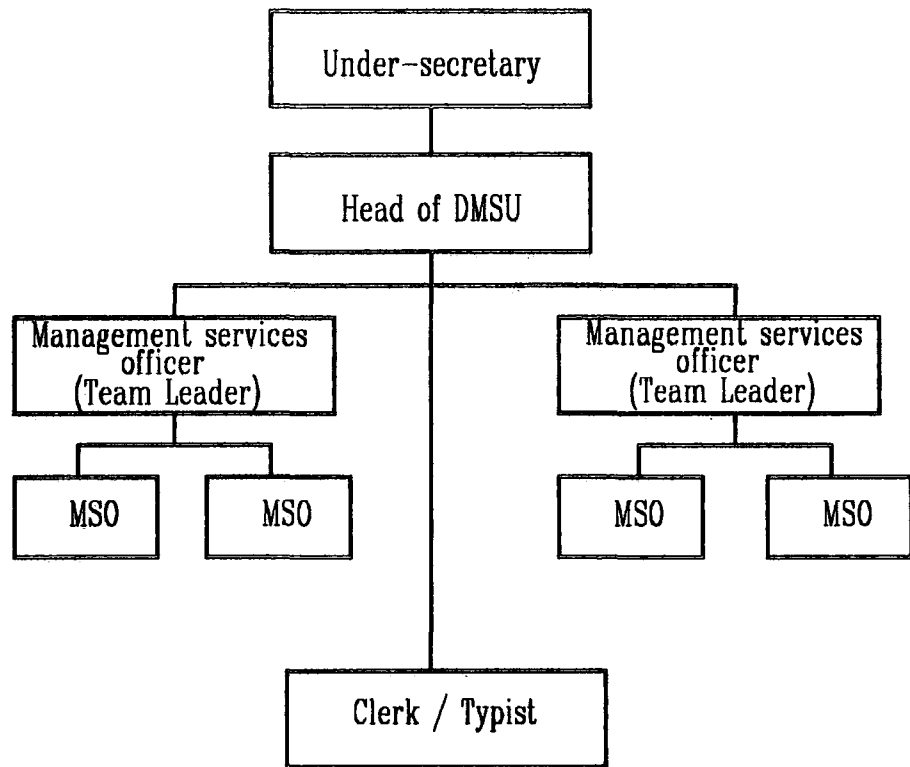 Under-secretary
Head of DMSU
Management services
officer
(Team Leader)
Management services
officer
(Team Leader)
MSO
MSO
MSO
MSO
Clerk / Typist